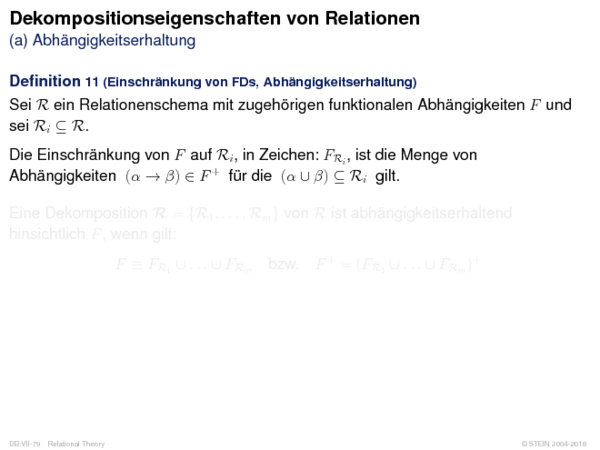 Dekompositionseigenschaften von Relationen
(a) Abhängigkeitserhaltung
Definition 11 (Einschränkung von FDs, Abhängigkeitserhaltung)
Sei ℛ ein Relationenschema mit zugehörigen funktionalen Abhängigkeiten F und
sei ℛᵢ ⊆ ℛ.
Die Einschränkung von F auf ℛᵢ, in Zeichen: F_ℛᵢ, ist die Menge von
Abhängigkeiten (α → β) ∈ F⁺ für die (α ∪ β) ⊆ ℛᵢ gilt.
Eine Dekomposition ℛ = {ℛ₁, . . . , ℛₘ} von ℛ ist abhängigkeitserhaltend
hinsichtlich F, wenn gilt:
F ≡ F_ℛ₁ ∪ . . . ∪ F_ℛₘ bzw. F⁺ = (F_ℛ₁ ∪ . . . ∪ F_ℛₘ)⁺
DB:VII-79 Relational Theory © STEIN 2004-2018